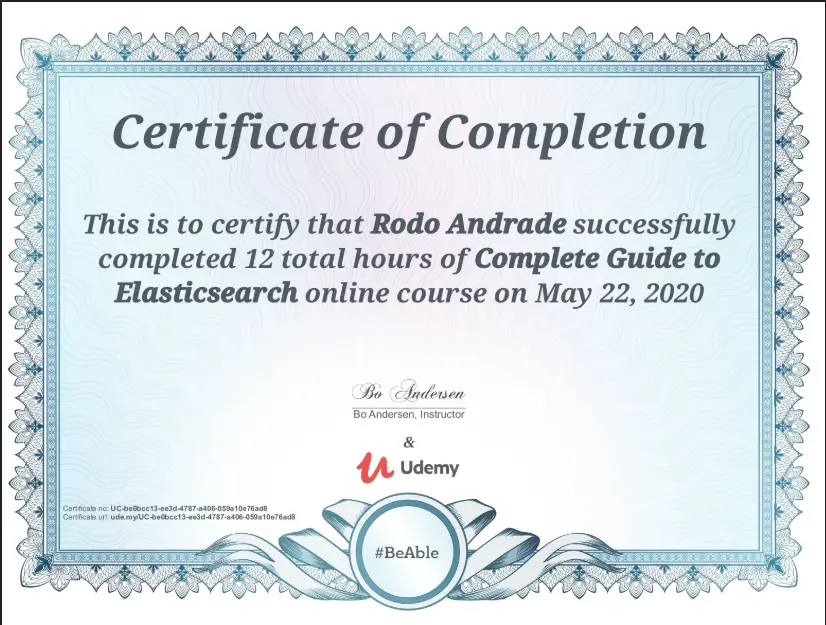 Certificate of Completion
This is to certify that Rodo Andrade successfully
completed 12 total hours of Complete Guide to
Elasticsearch online course on May 22, 2020
Bo Andersen
Bo Andersen, Instructor
&
Udemy
Certificate no: UC-be0bcc13-ee3d-4787-a406-059a10e76ad8
Certificate url: ude.my/UC-be0bcc13-ee3d-4787-a406-059a10e76ad8
#BeAble